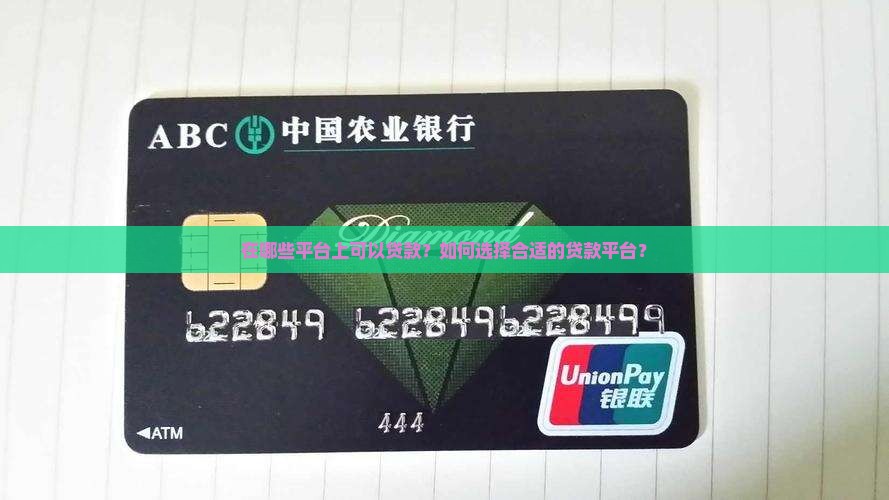 ABC 中国农业银行
Diamond
在哪些平台上可以贷款？如何选择合适的贷款平台？
622849 6228496228499
UnionPay
银联
444
◀ATM